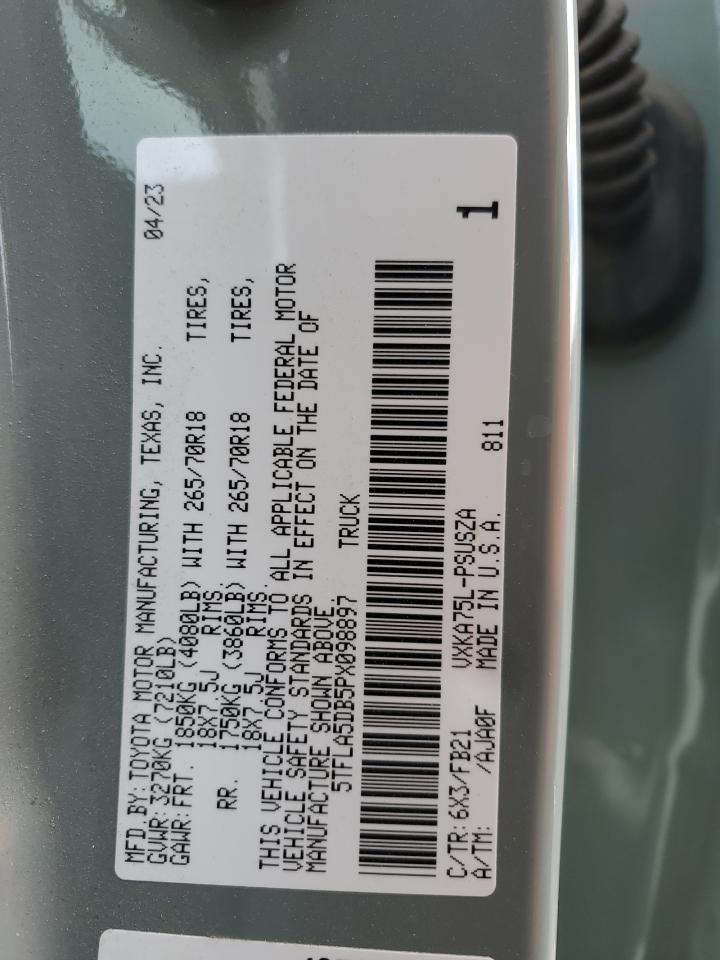 MFD.BY:TOYOTA MOTOR MANUFACTURING, TEXAS, INC. 04/23
GVWR:3270KG (7210LB)
GAWR:FRT. 1850KG (4080LB) WITH 265/70R18 TIRES,
18X7.5J RIMS.
RR. 1750KG (3860LB) WITH 265/70R18 TIRES,
18X7.5J RIMS.
THIS VEHICLE CONFORMS TO ALL APPLICABLE FEDERAL MOTOR
VEHICLE SAFETY STANDARDS IN EFFECT ON THE DATE OF
MANUFACTURE SHOWN ABOVE.
5TFLA5DB5PX098897 TRUCK
1
C/TR:6X3/FB21 VXKA75L-PSUSZA
A/TM: /AJA0F MADE IN U.S.A. 811